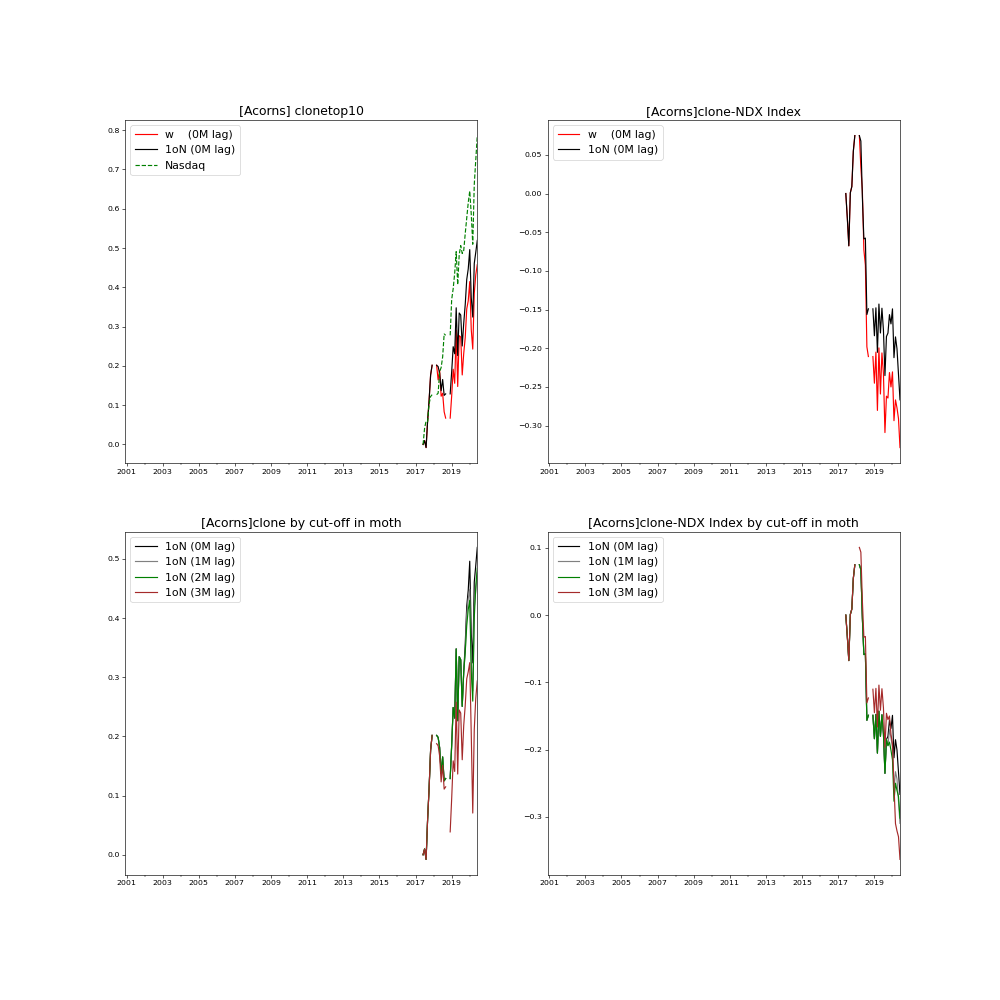 [Acorns] clonetop10
w    (0M lag)
1oN (0M lag)
Nasdaq
0.8
0.7
0.6
0.5
0.4
0.3
0.2
0.1
0.0
2001 2003 2005 2007 2009 2011 2013 2015 2017 2019
[Acorns]clone-NDX Index
w    (0M lag)
1oN (0M lag)
0.05
0.00
−0.05
−0.10
−0.15
−0.20
−0.25
−0.30
2001 2003 2005 2007 2009 2011 2013 2015 2017 2019
[Acorns]clone by cut-off in moth
1oN (0M lag)
1oN (1M lag)
1oN (2M lag)
1oN (3M lag)
0.5
0.4
0.3
0.2
0.1
0.0
2001 2003 2005 2007 2009 2011 2013 2015 2017 2019
[Acorns]clone-NDX Index by cut-off in moth
1oN (0M lag)
1oN (1M lag)
1oN (2M lag)
1oN (3M lag)
0.1
0.0
−0.1
−0.2
−0.3
2001 2003 2005 2007 2009 2011 2013 2015 2017 2019